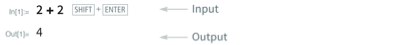 In[1]:= 2 + 2 SHIFT + ENTER Input
Out[1]= 4 Output